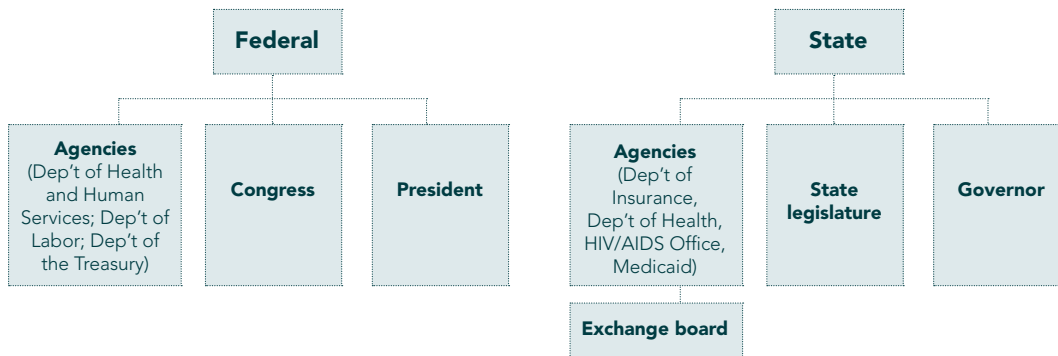 Federal
Agencies
(Dep't of Health
and Human
Services; Dep't of
Labor; Dep't of
the Treasury)
Congress
President
State
Agencies
(Dep't of
Insurance,
Dep't of Health,
HIV/AIDS Office,
Medicaid)
Exchange board
State
legislature
Governor